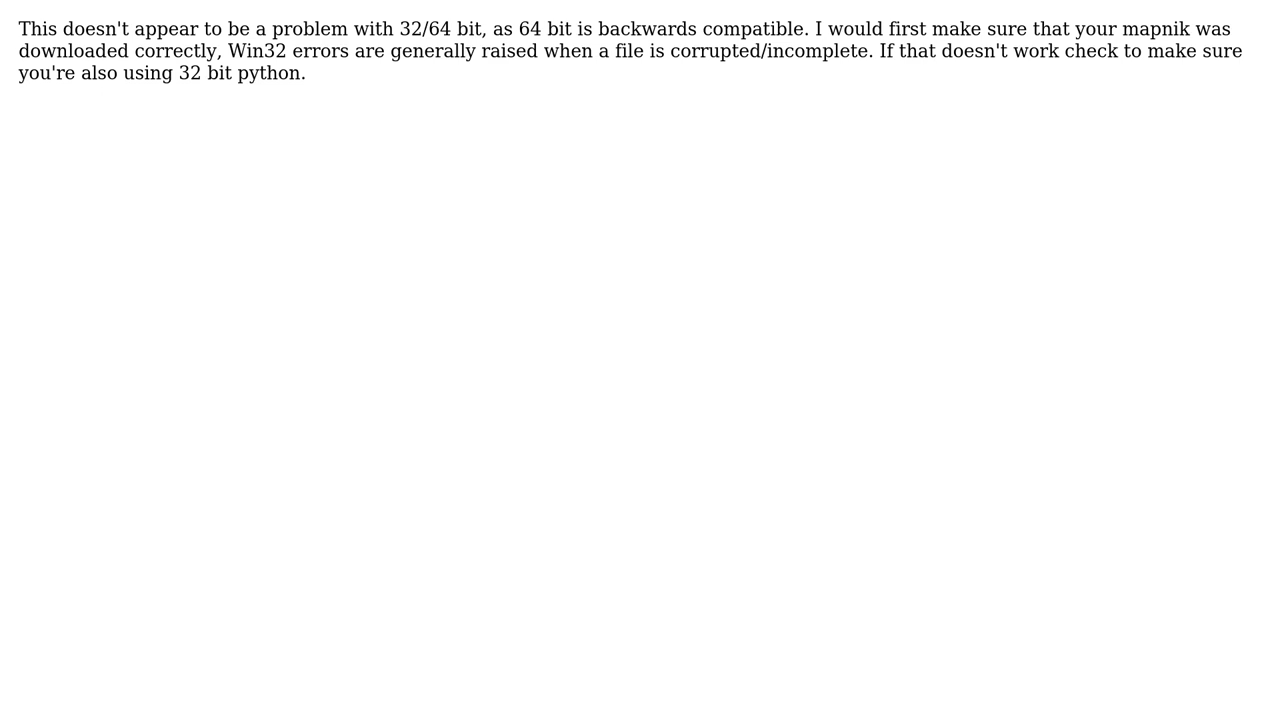 This doesn't appear to be a problem with 32/64 bit, as 64 bit is backwards compatible. I would first make sure that your mapnik was
downloaded correctly, Win32 errors are generally raised when a file is corrupted/incomplete. If that doesn't work check to make sure
you're also using 32 bit python.